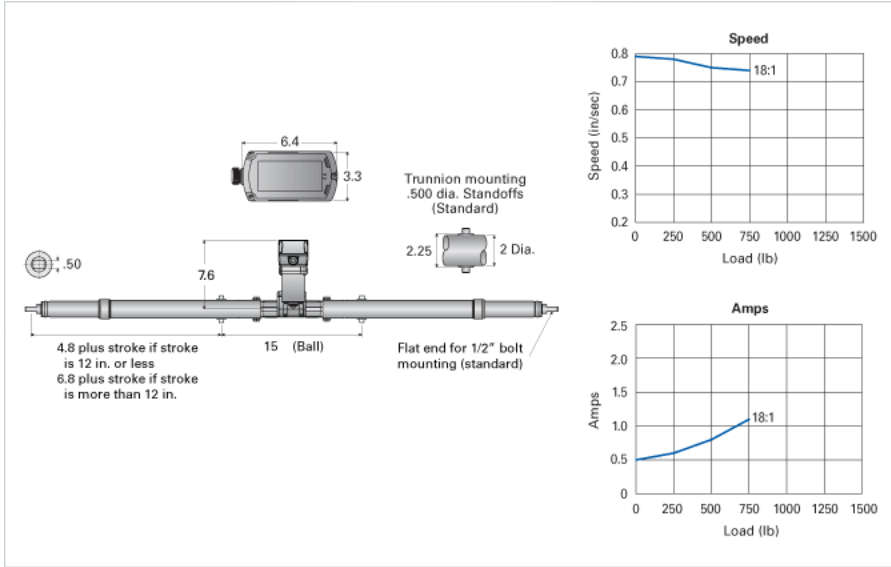 6.4
3.3
Trunnion mounting
.500 dia. Standoffs
(Standard)
2.25
2 Dia.
.50
7.6
15 (Ball)
4.8 plus stroke if stroke
is 12 in. or less
6.8 plus stroke if stroke
is more than 12 in.
Flat end for 1/2" bolt
mounting (standard)
Speed
0.8
0.7
0.6
0.5
0.4
0.3
0.2
Speed (in/sec)
18:1
0 250 500 750 1000 1250 1500
Load (lb)
Amps
2.5
2.0
1.5
1.0
0.5
0
Amps
18:1
0 250 500 750 1000 1250 1500
Load (lb)